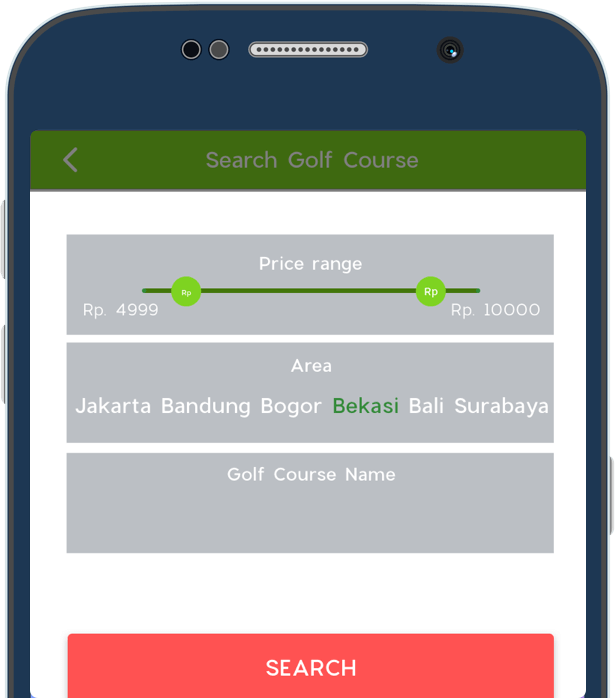 Search Golf Course
Price range
Rp Rp
Rp. 4999 Rp. 10000
Area
Jakarta Bandung Bogor Bekasi Bali Surabaya
Golf Course Name
SEARCH